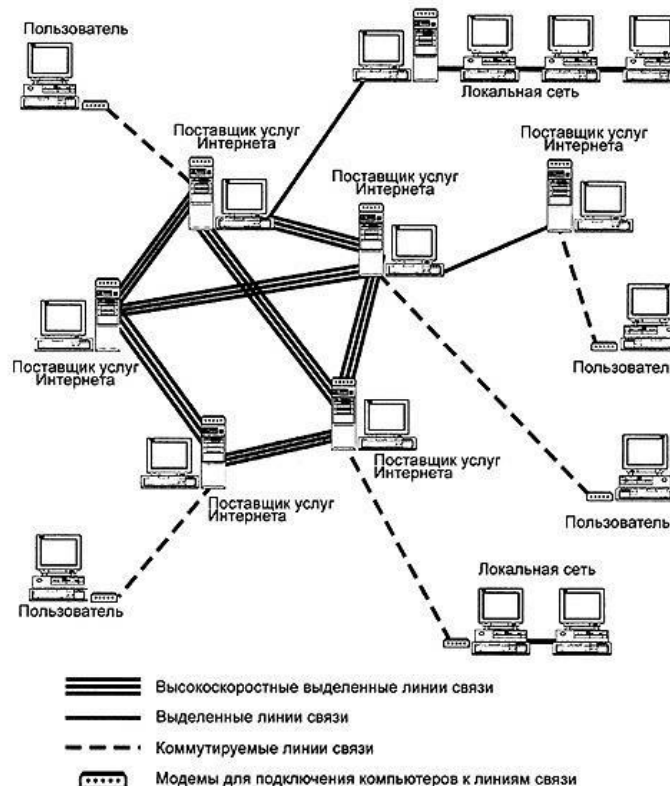 Пользователь
Локальная сеть
Поставщик услуг
Интернета
Поставщик услуг
Интернета
Поставщик услуг
Интернета
Поставщик услуг
Интернета
Пользователь
Поставщик услуг
Интернета
Поставщик услуг
Интернета
Пользователь
Локальная сеть
Пользователь
Высокоскоростные выделенные линии связи
Выделенные линии связи
Коммутируемые линии связи
Модемы для подключения компьютеров к линиям связи